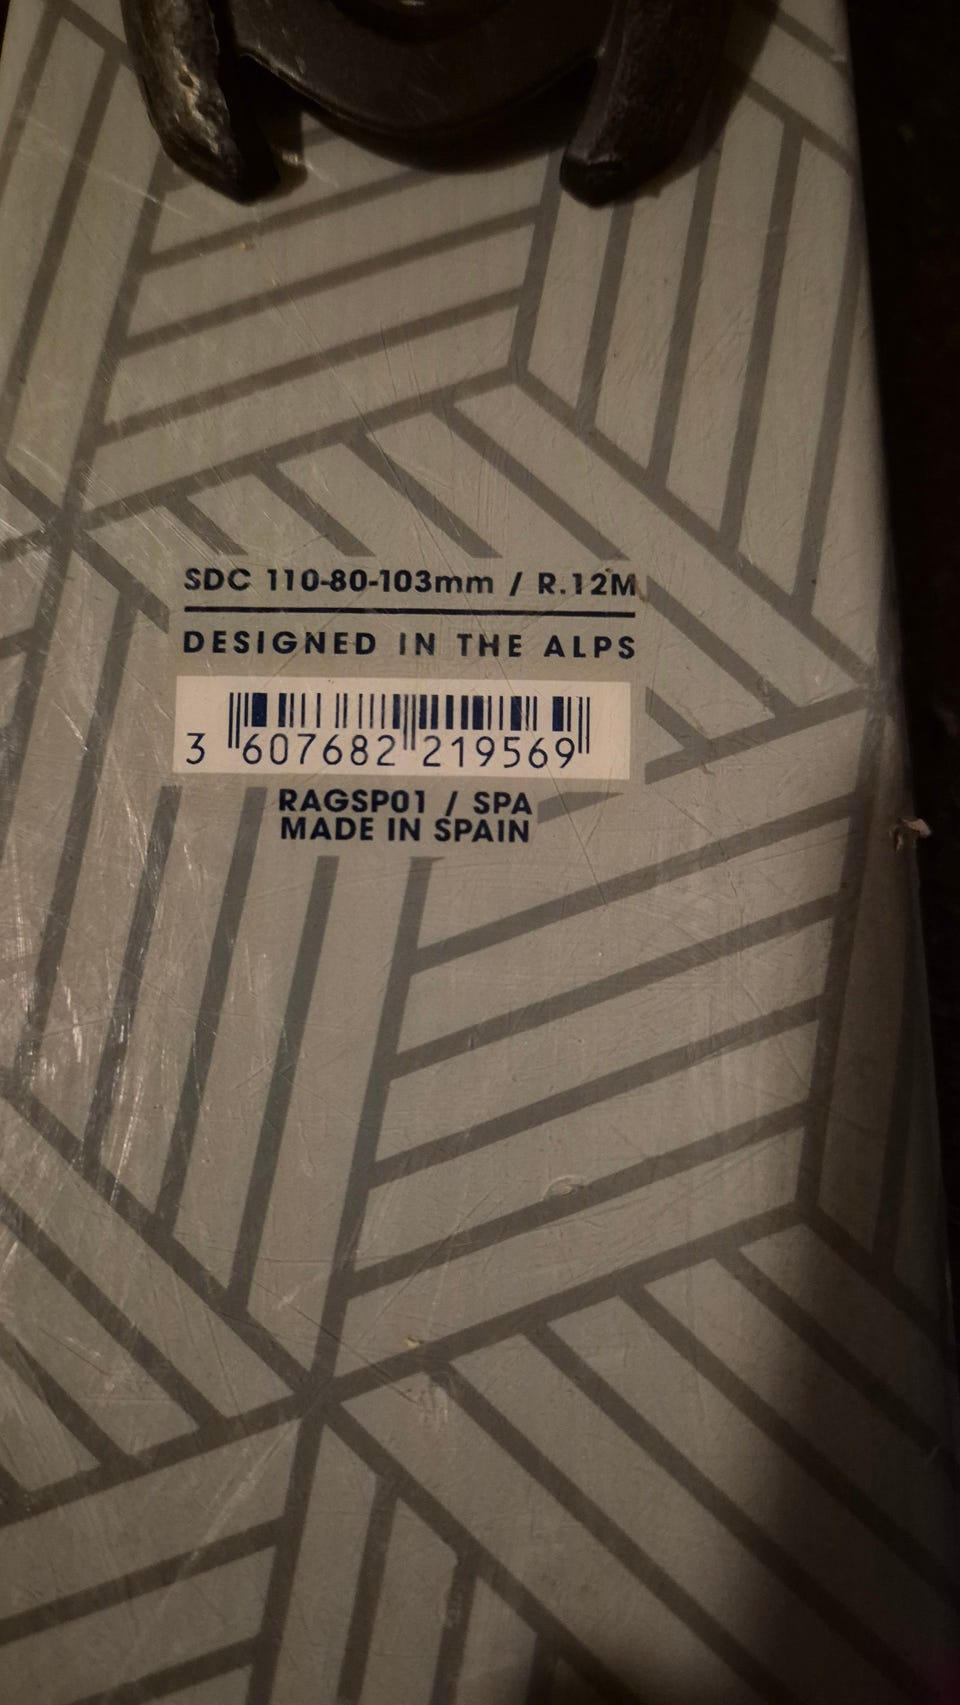 SDC 110-80-103mm / R.12M
DESIGNED IN THE ALPS
3 607682 219569
RAGSP01 / SPA
MADE IN SPAIN